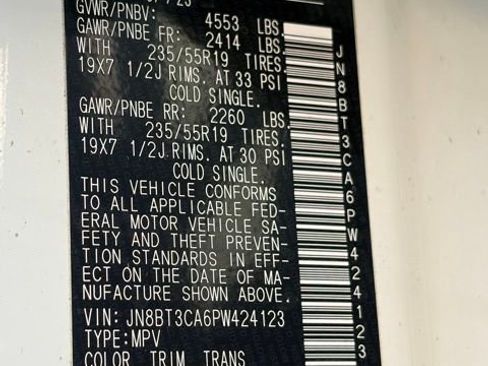 GVWR/PNBV: 4553 LBS.
GAWR/PNBE FR: 2414 LBS.
WITH 235/55R19 TIRES.
19X7 1/2J RIMS. AT 33 PSI
COLD SINGLE.
GAWR/PNBE RR: 2260 LBS.
WITH 235/55R19 TIRES.
19X7 1/2J RIMS. AT 30 PSI
COLD SINGLE.
THIS VEHICLE CONFORMS
TO ALL APPLICABLE FED-
ERAL MOTOR VEHICLE SA-
FETY AND THEFT PREVEN-
TION STANDARDS IN EFF-
ECT ON THE DATE OF MA-
NUFACTURE SHOWN ABOVE.
VIN: JN8BT3CA6PW424123
TYPE: MPV
COLOR TRIM TRANS
JN8BT3CA6PW424123